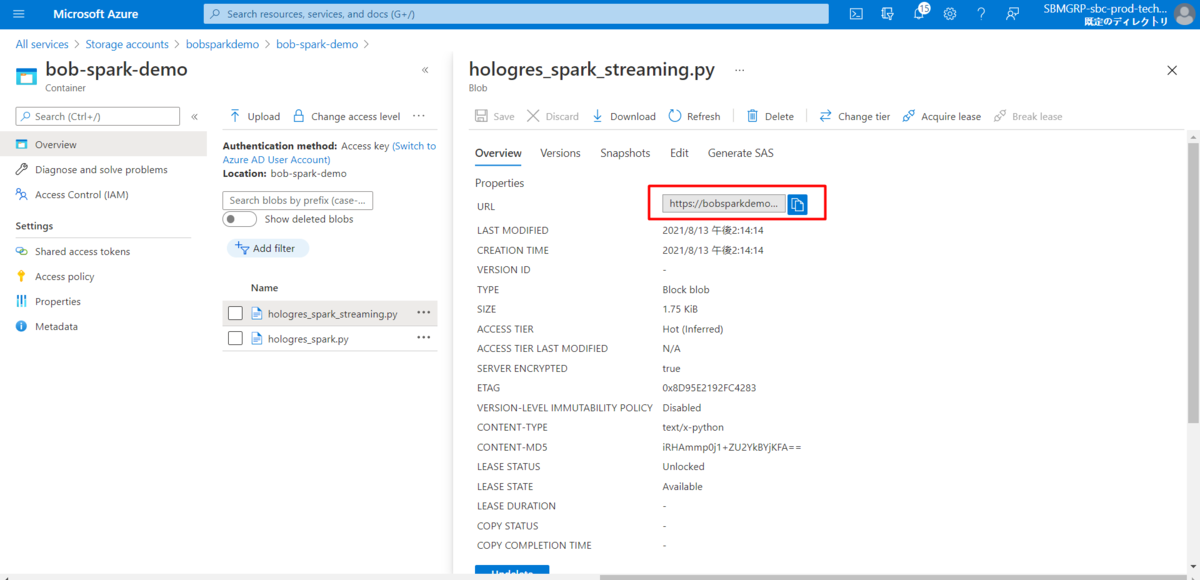 Microsoft Azure
Search resources, services, and docs (G+/)
15
SBMGRP-sbc-prod-tech...
既定のディレクトリ
All services > Storage accounts > bobsparkdemo > bob-spark-demo >
bob-spark-demo
Container
«
Search (Ctrl+/)
«
Overview
Diagnose and solve problems
Access Control (IAM)
Settings
Shared access tokens
Access policy
Properties
Metadata
Upload
Change access level
Authentication method: Access key (Switch to
Azure AD User Account)
Location: bob-spark-demo
Search blobs by prefix (case-...
Show deleted blobs
Add filter
Name
hologres_spark_streaming.py
hologres_spark.py
hologres_spark_streaming.py
Blob
Save
Discard
Download
Refresh
Delete
Change tier
Acquire lease
Break lease
Overview Versions Snapshots Edit Generate SAS
Properties
URL https://bobsparkdemo...
LAST MODIFIED 2021/8/13 午後2:14:14
CREATION TIME 2021/8/13 午後2:14:14
VERSION ID -
TYPE Block blob
SIZE 1.75 KiB
ACCESS TIER Hot (Inferred)
ACCESS TIER LAST MODIFIED N/A
SERVER ENCRYPTED true
ETAG 0x8D95E2192FC4283
VERSION-LEVEL IMMUTABILITY POLICY Disabled
CONTENT-TYPE text/x-python
CONTENT-MD5 iRHAmmp0j1+ZU2YkBYjKFA==
LEASE STATUS Unlocked
LEASE STATE Available
LEASE DURATION -
COPY STATUS -
COPY COMPLETION TIME -
Undelete